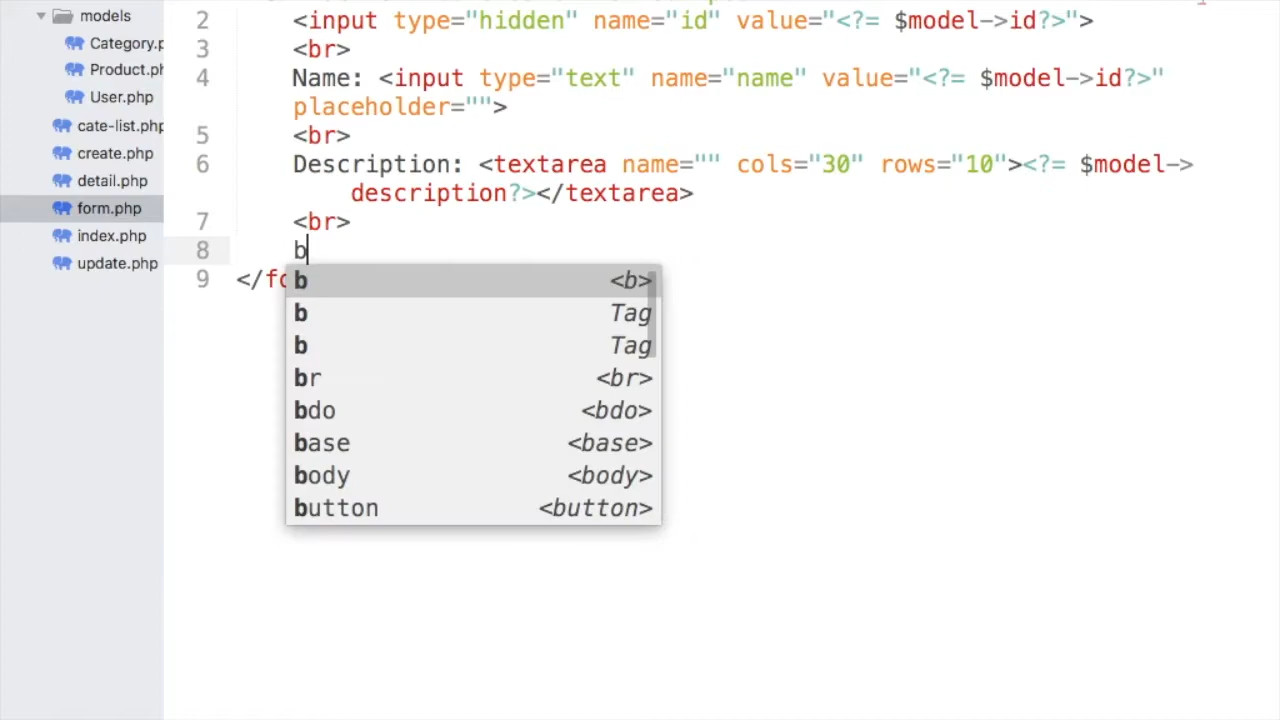 models
Category.p
Product.ph
User.php
cate-list.php
create.php
detail.php
form.php
index.php
update.php
2 <input type="hidden" name="id" value="<?= $model->id?>">
3 <br>
4 Name: <input type="text" name="name" value="<?= $model->id?>"
placeholder="">
5 <br>
6 Description: <textarea name="" cols="30" rows="10"><?= $model->
description?></textarea>
7 <br>
8 b
9 </fo
b <b>
b Tag
b Tag
br <br>
bdo <bdo>
base <base>
body <body>
button <button>